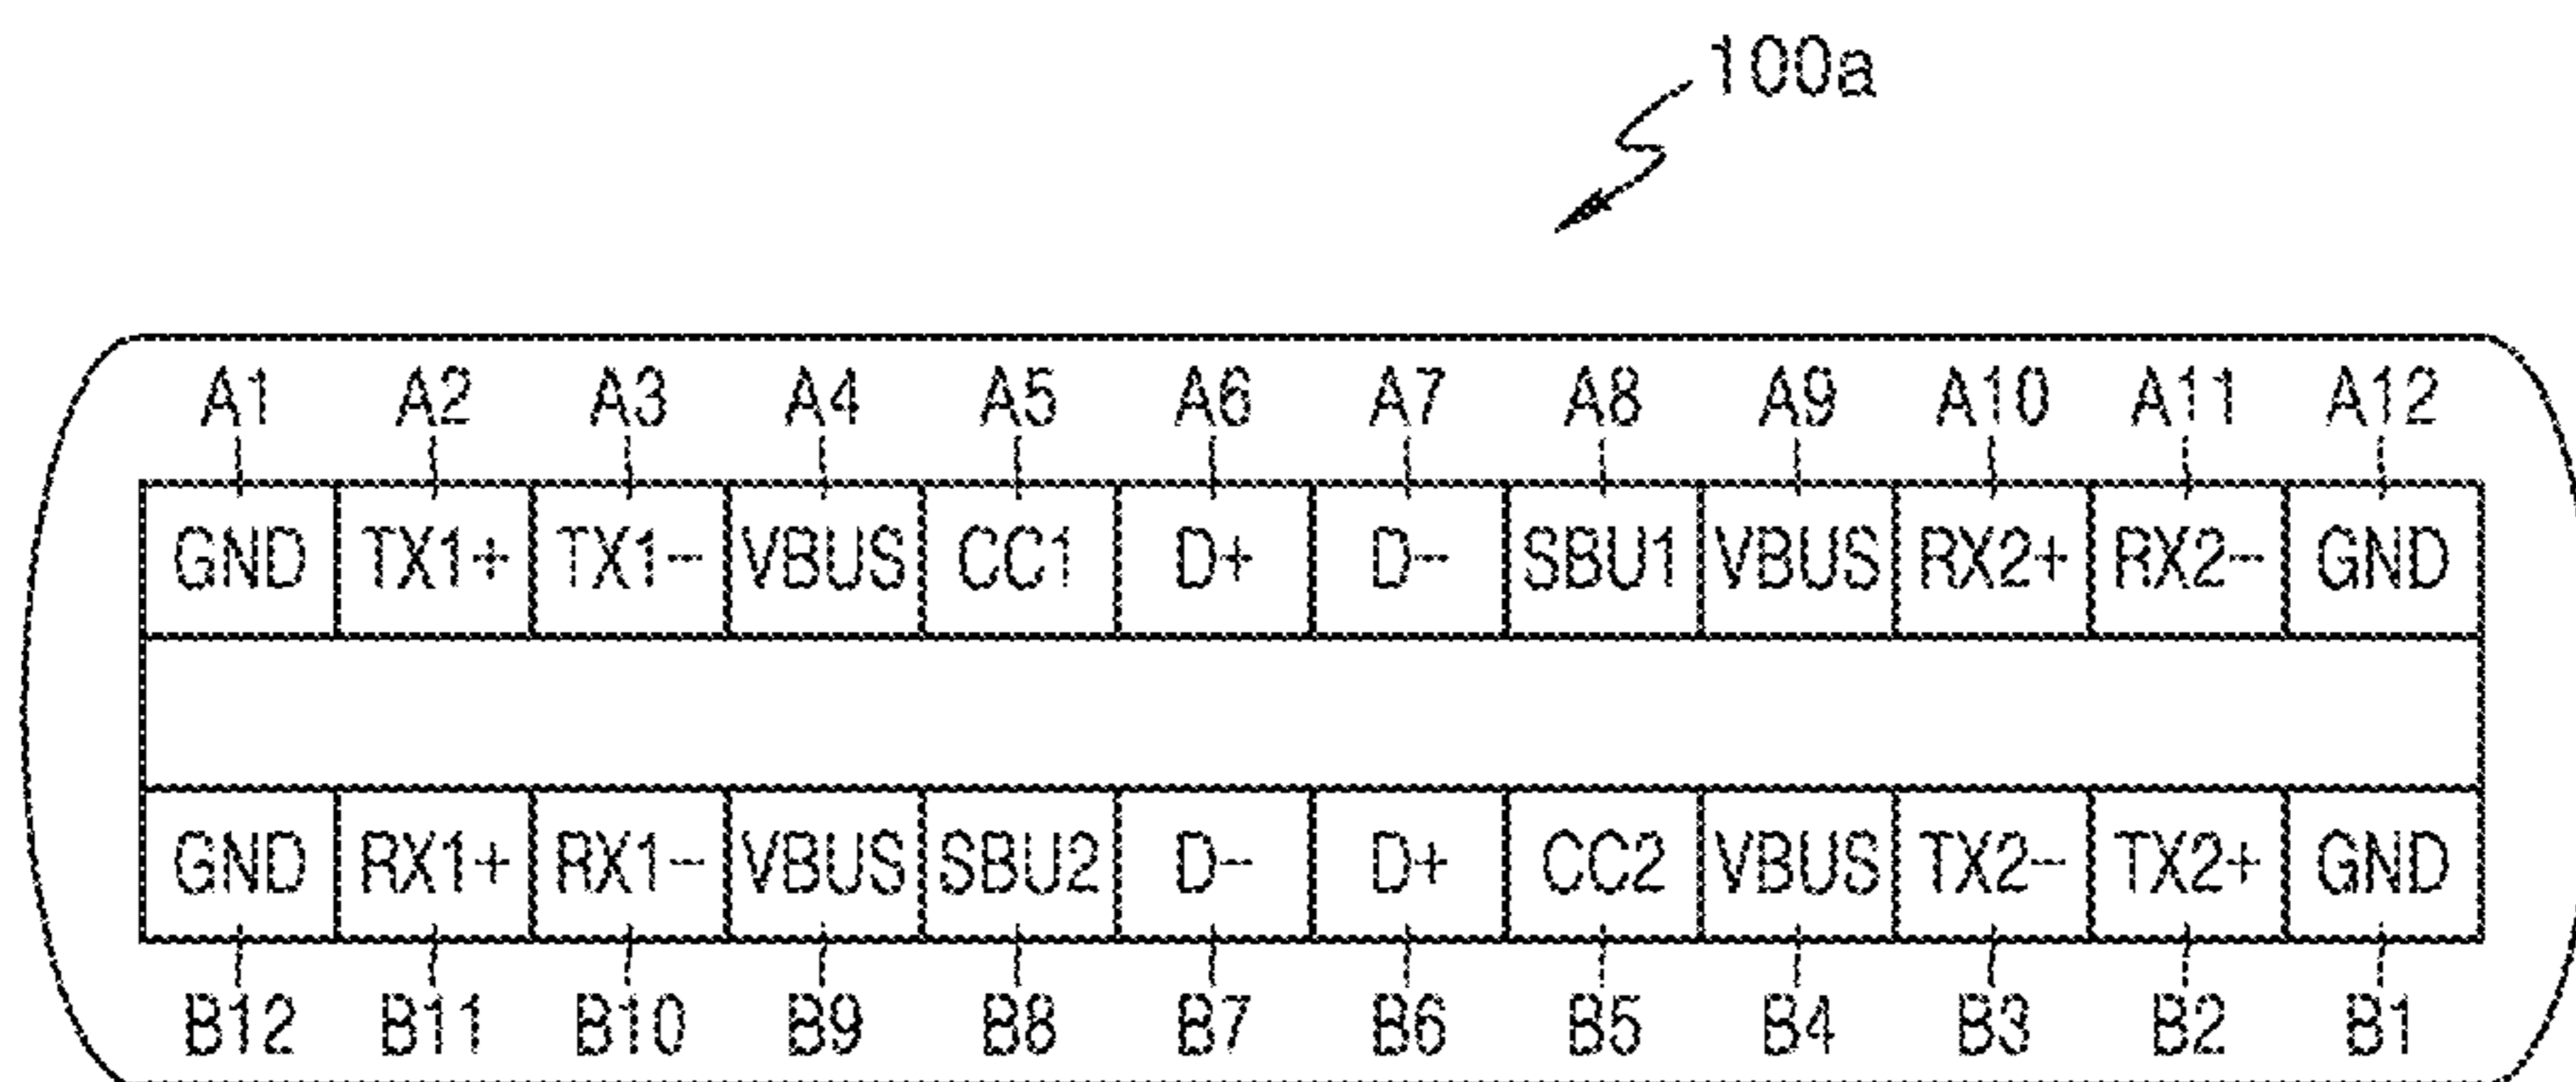 100a
A1 A2 A3 A4 A5 A6 A7 A8 A9 A10 A11 A12
GND TX1+ TX1- VBUS CC1 D+ D- SBU1 VBUS RX2+ RX2- GND
GND RX1+ RX1- VBUS SBU2 D- D+ CC2 VBUS TX2- TX2+ GND
B12 B11 B10 B9 B8 B7 B6 B5 B4 B3 B2 B1